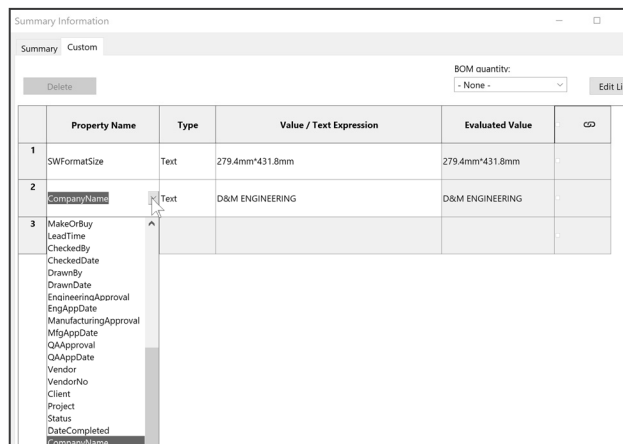 Summary Information
Summary Custom
BOM quantity:
Delete - None - Edit Li
Property Name Type Value / Text Expression Evaluated Value
1 SWFormatSize Text 279.4mm*431.8mm 279.4mm*431.8mm
2 CompanyName Text D&M ENGINEERING D&M ENGINEERING
3 MakeOrBuy
LeadTime
CheckedBy
CheckedDate
DrawnBy
DrawnDate
EngineeringApproval
EngAppDate
ManufacturingApproval
MfgAppDate
QAApproval
QAAppDate
Vendor
VendorNo
Client
Project
Status
DateCompleted
CompanyName